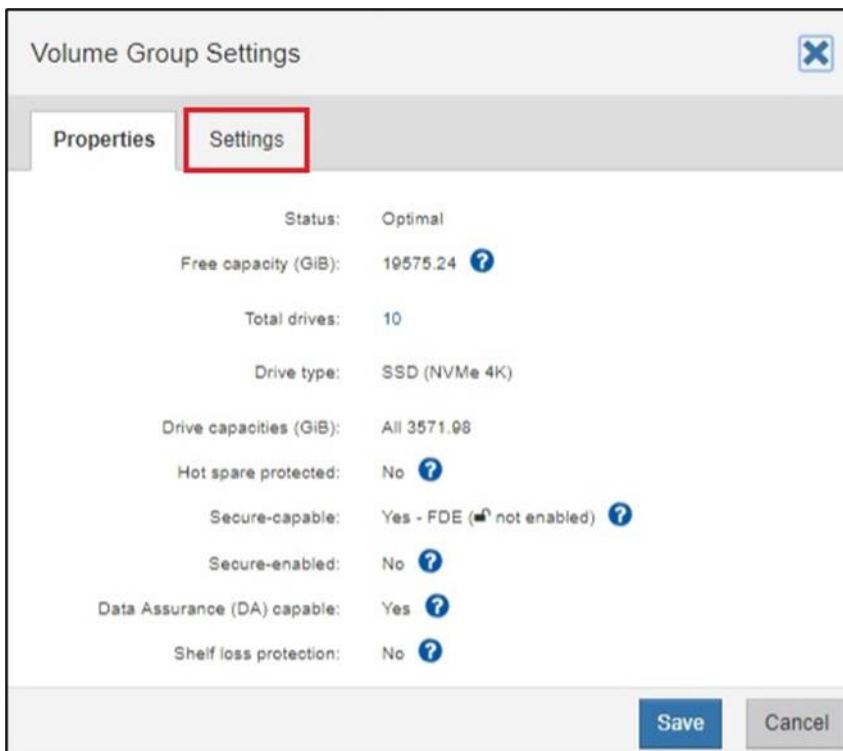 Volume Group Settings
Properties Settings
Status: Optimal
Free capacity (GiB): 19575.24 ?
Total drives: 10
Drive type: SSD (NVMe 4K)
Drive capacities (GiB): All 3571.98
Hot spare protected: No ?
Secure-capable: Yes - FDE ( not enabled) ?
Secure-enabled: No ?
Data Assurance (DA) capable: Yes ?
Shelf loss protection: No ?
Save Cancel